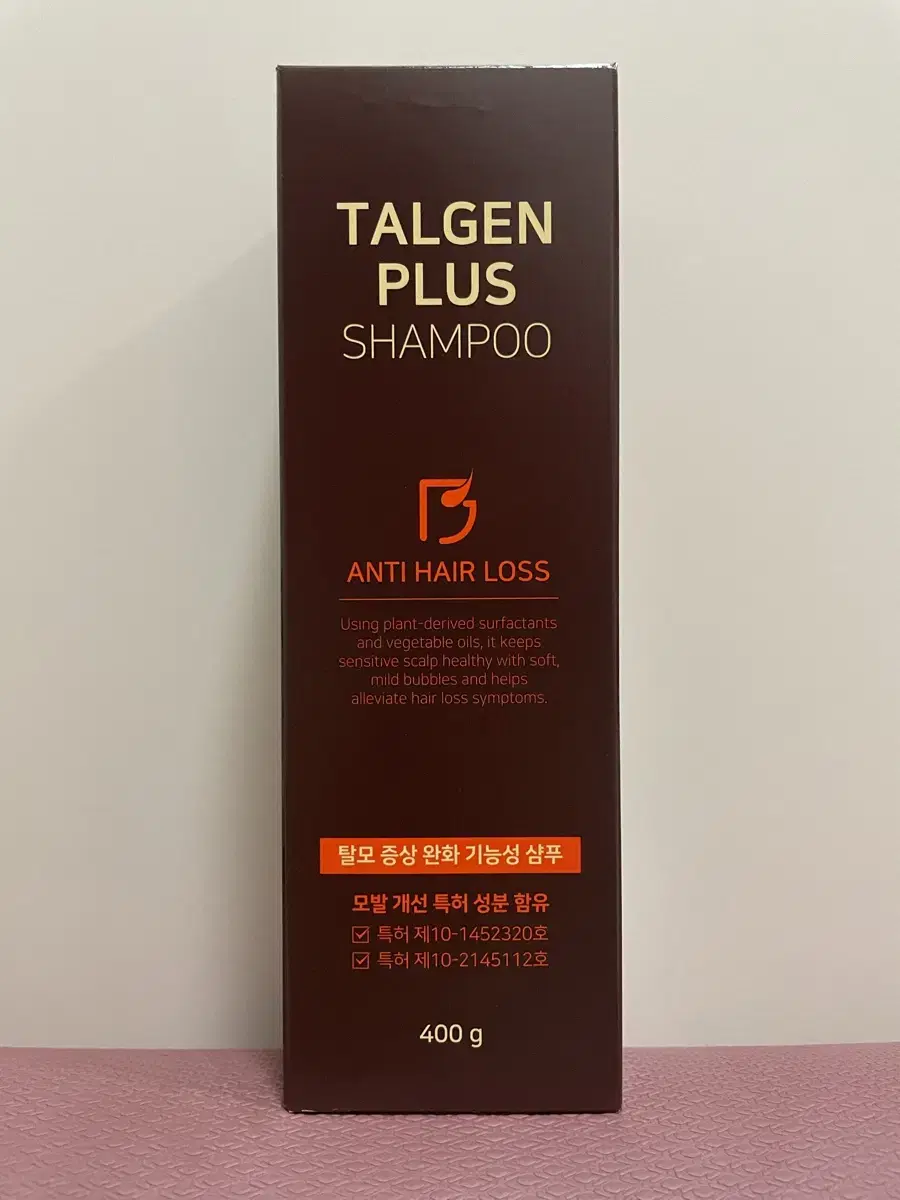 TALGEN
PLUS
SHAMPOO
ANTI HAIR LOSS
Using plant-derived surfactants
and vegetable oils, it keeps
sensitive scalp healthy with soft,
mild bubbles and helps
alleviate hair loss symptoms.
탈모 증상 완화 기능성 샴푸
모발 개선 특허 성분 함유
특허 제10-1452320호
특허 제10-2145112호
400 g